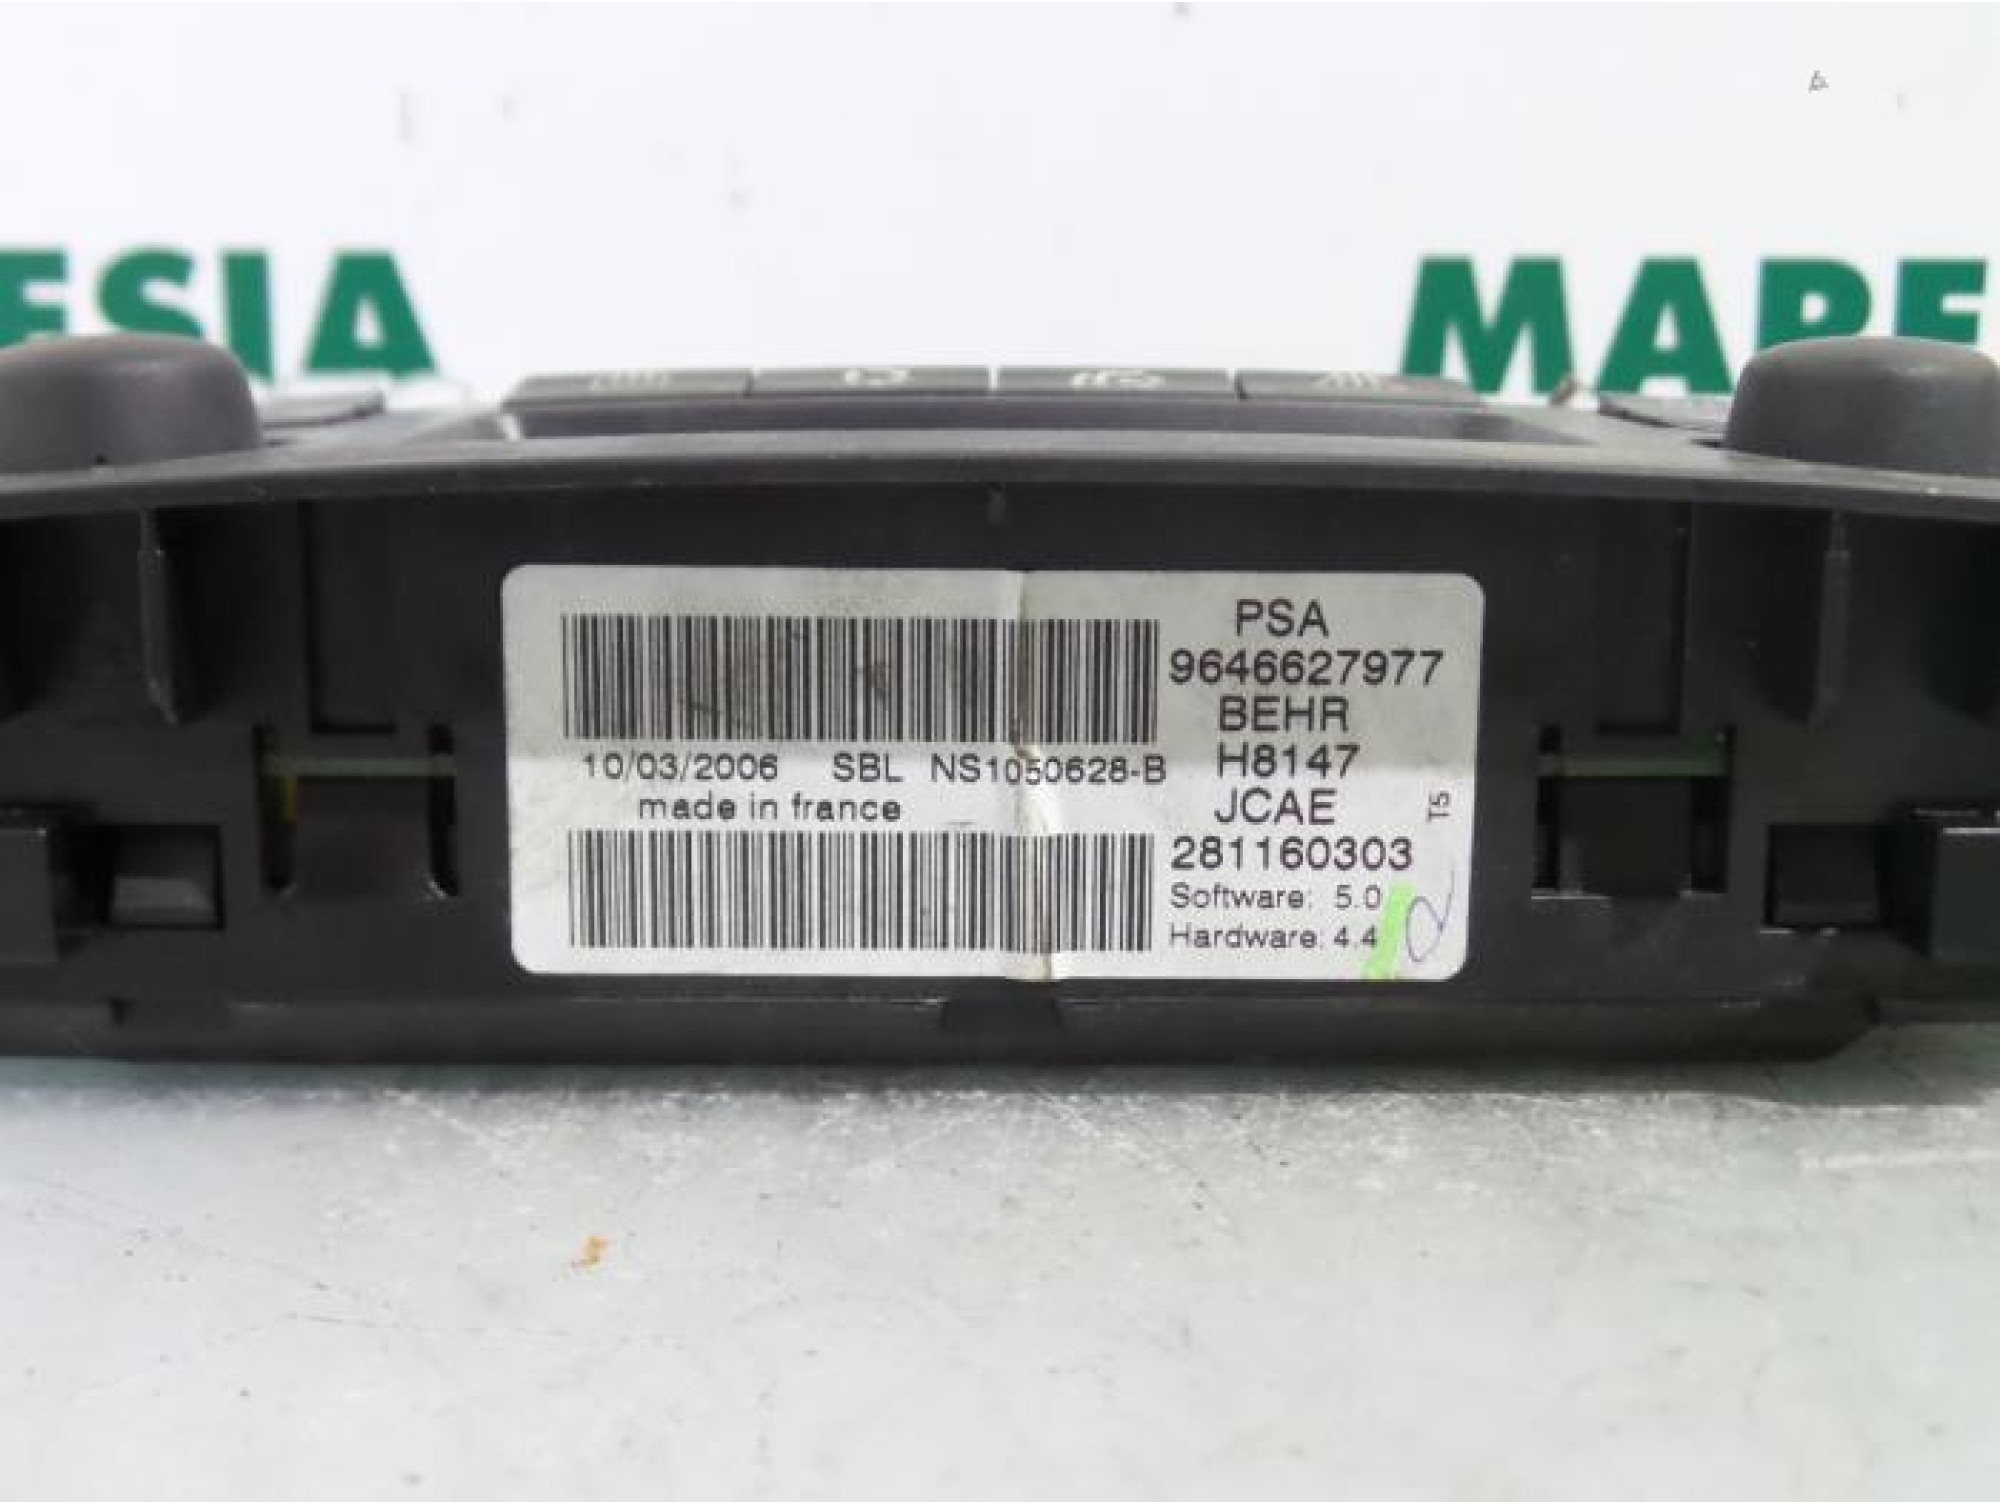 ESIA
MARE
PSA
9646627977
BEHR
H8147
JCAE
281160303
Software: 5.0
Hardware: 4.4
T5
10/03/2006 SBL NS1050628-B
made in france